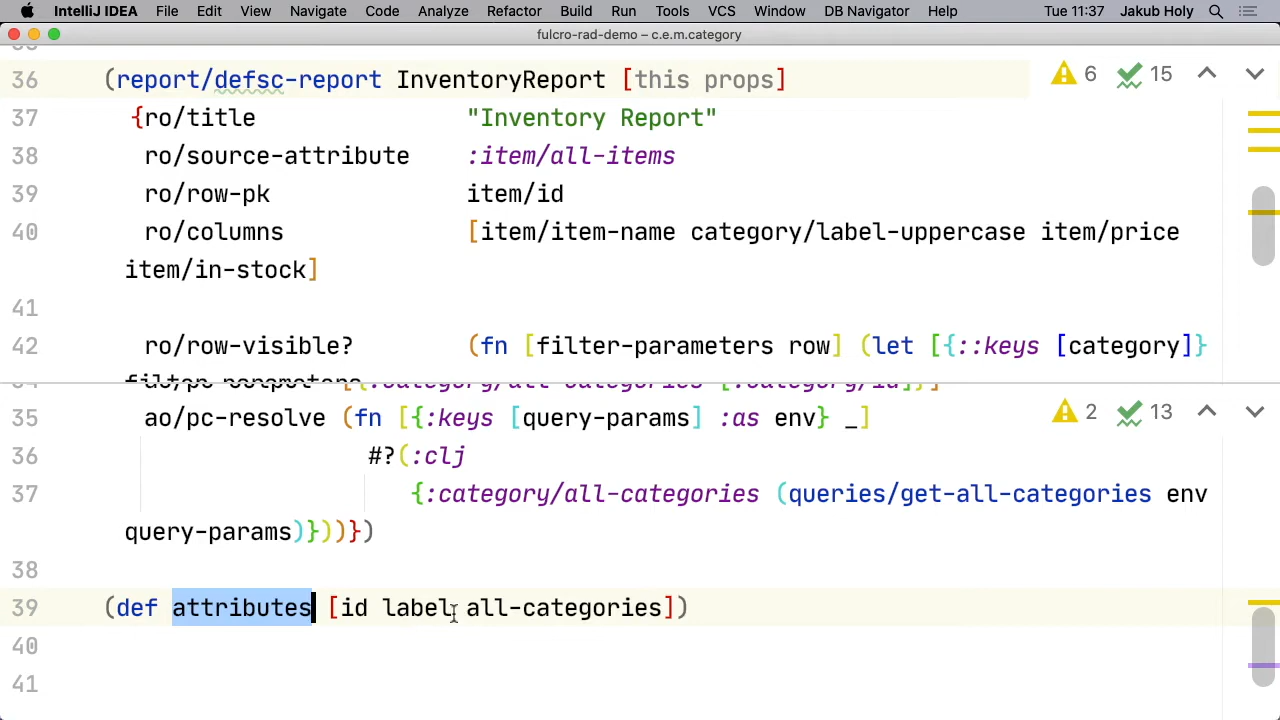 IntelliJ IDEA File Edit View Navigate Code Analyze Refactor Build Run Tools VCS Window DB Navigator Help Tue 11:37 Jakub Holy
fulcro-rad-demo – c.e.m.category
36 (report/defsc-report InventoryReport [this props] 6 15
37 {ro/title "Inventory Report"
38 ro/source-attribute :item/all-items
39 ro/row-pk item/id
40 ro/columns [item/item-name category/label-uppercase item/price
item/in-stock]
41
42 ro/row-visible? (fn [filter-parameters row] (let [{::keys [category]}
35 ao/pc-resolve (fn [{:keys [query-params] :as env} _] 2 13
36 #?(:clj
37 {:category/all-categories (queries/get-all-categories env
query-params)}))})
38
39 (def attributes [id label all-categories])
40
41